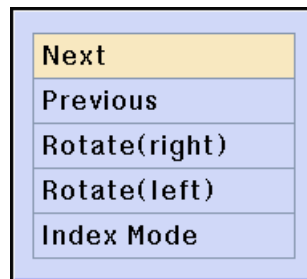 Next
Previous
Rotate(right)
Rotate(left)
Index Mode